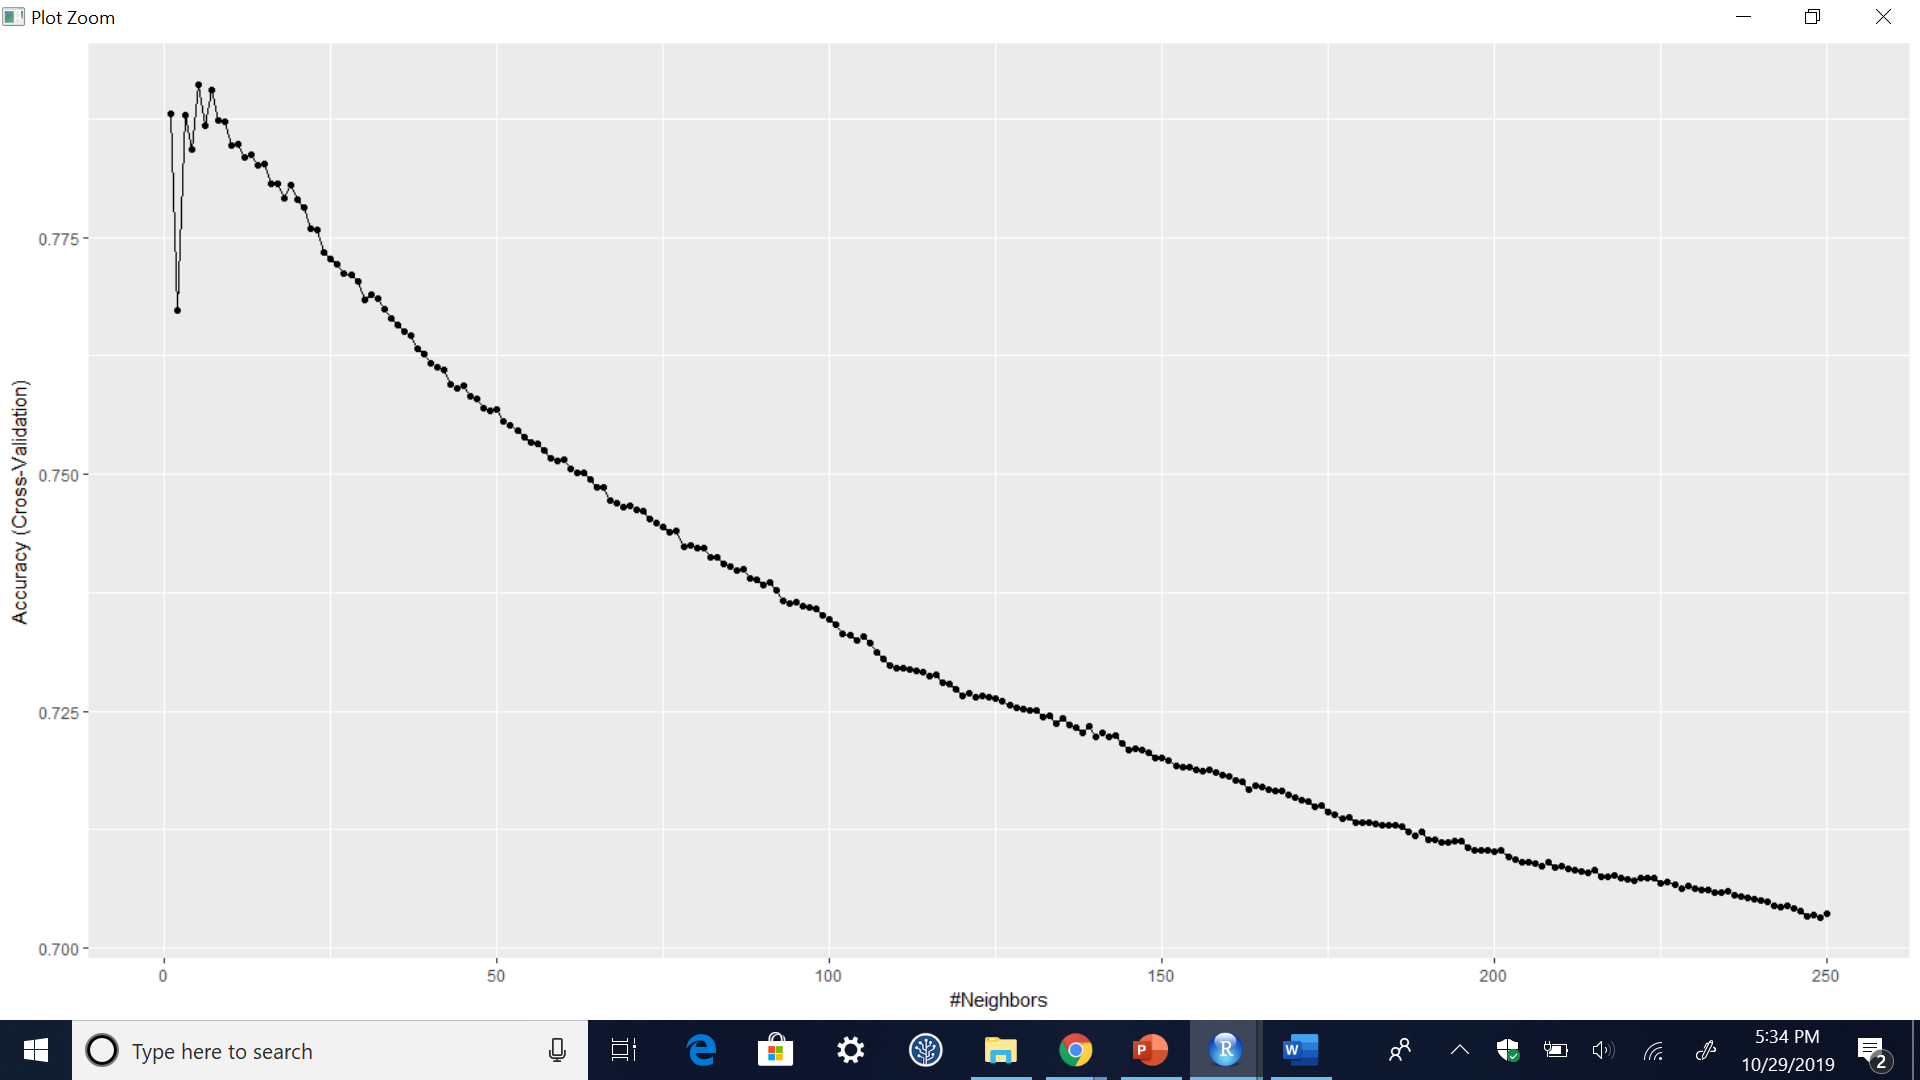 Plot Zoom
0.775
0.750
0.725
0.700
Accuracy (Cross-Validation)
0 50 100 150 200 250
#Neighbors
Type here to search
P
R
W
5:34 PM
10/29/2019
2